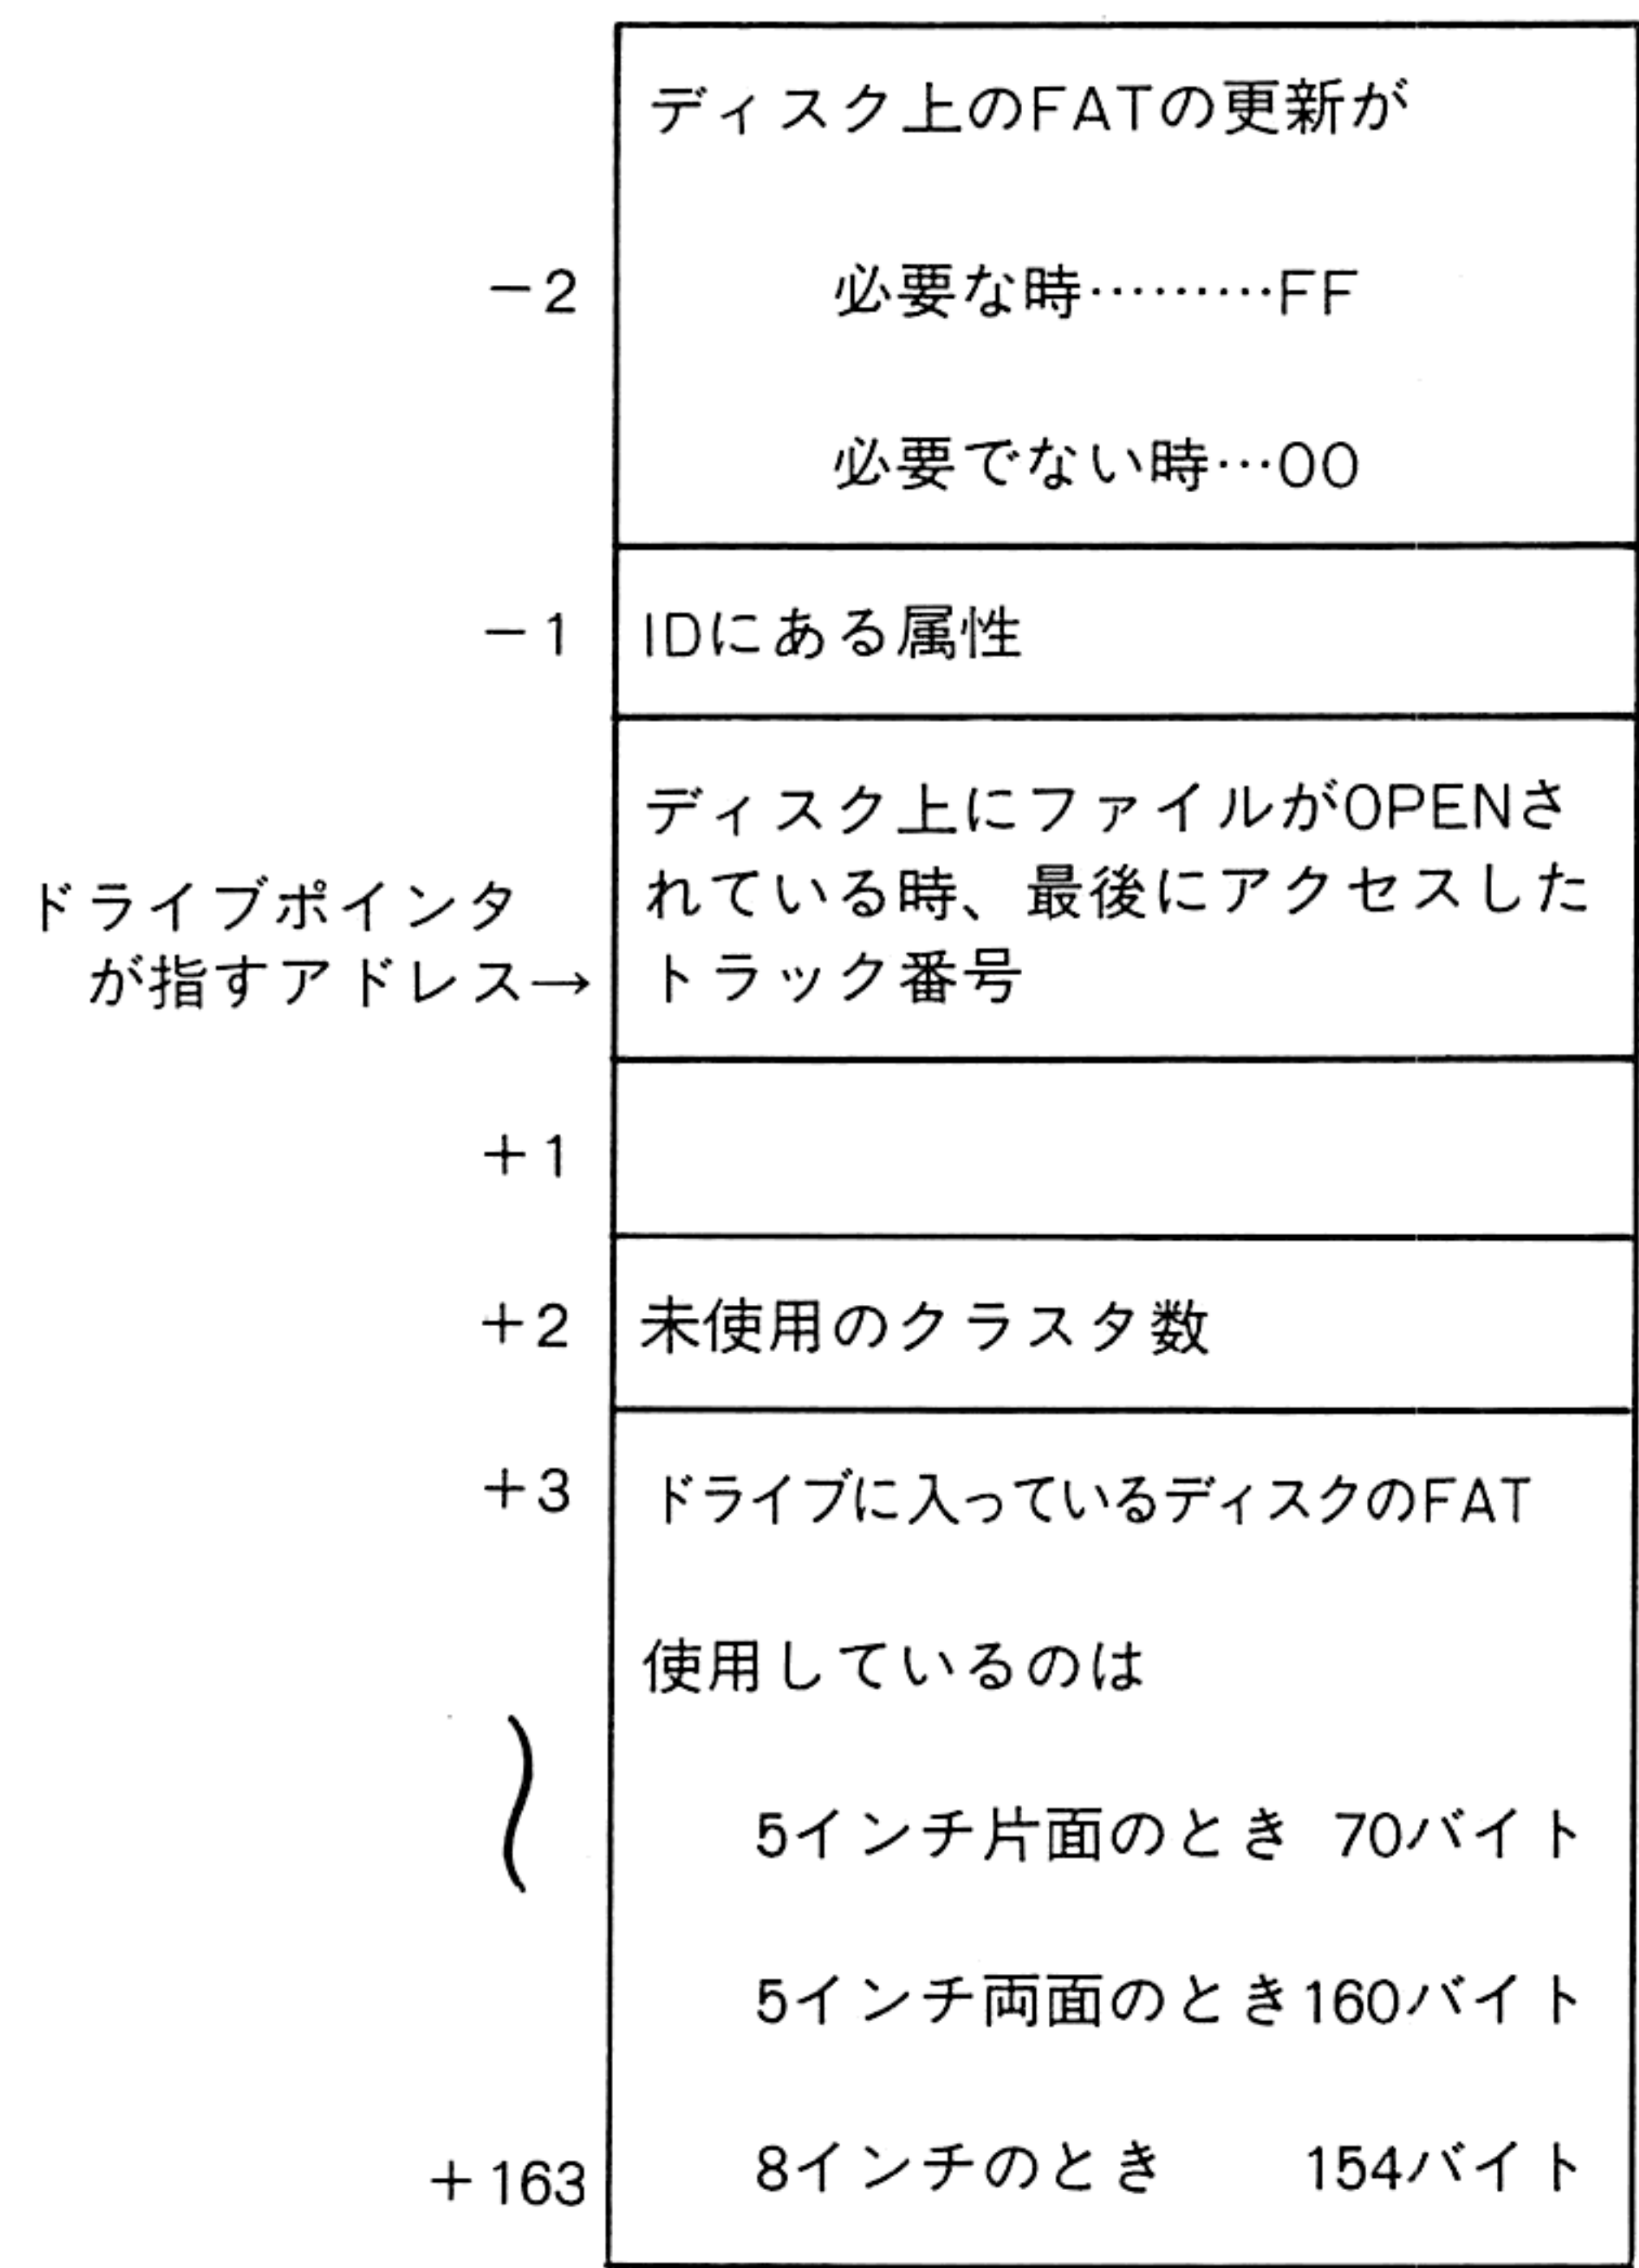 ディスク上のFATの更新が
−2 必要な時………FF
必要でない時…00
−1 IDにある属性
ディスク上にファイルがOPENさ
ドライブポインタ れている時、最後にアクセスした
が指すアドレス→ トラック番号
+1
+2 未使用のクラスタ数
+3 ドライブに入っているディスクのFAT
使用しているのは
5インチ片面のとき 70バイト
5インチ両面のとき160バイト
+163 8インチのとき 154バイト